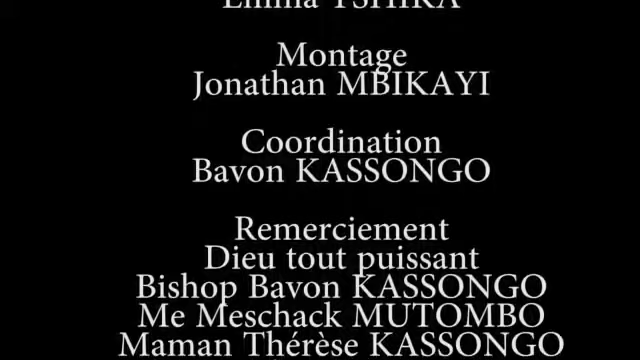 Montage
Jonathan MBIKAYI
Coordination
Bavon KASSONGO
Remerciement
Dieu tout puissant
Bishop Bavon KASSONGO
Me Meschack MUTOMBO
Maman Thérèse KASSONGO